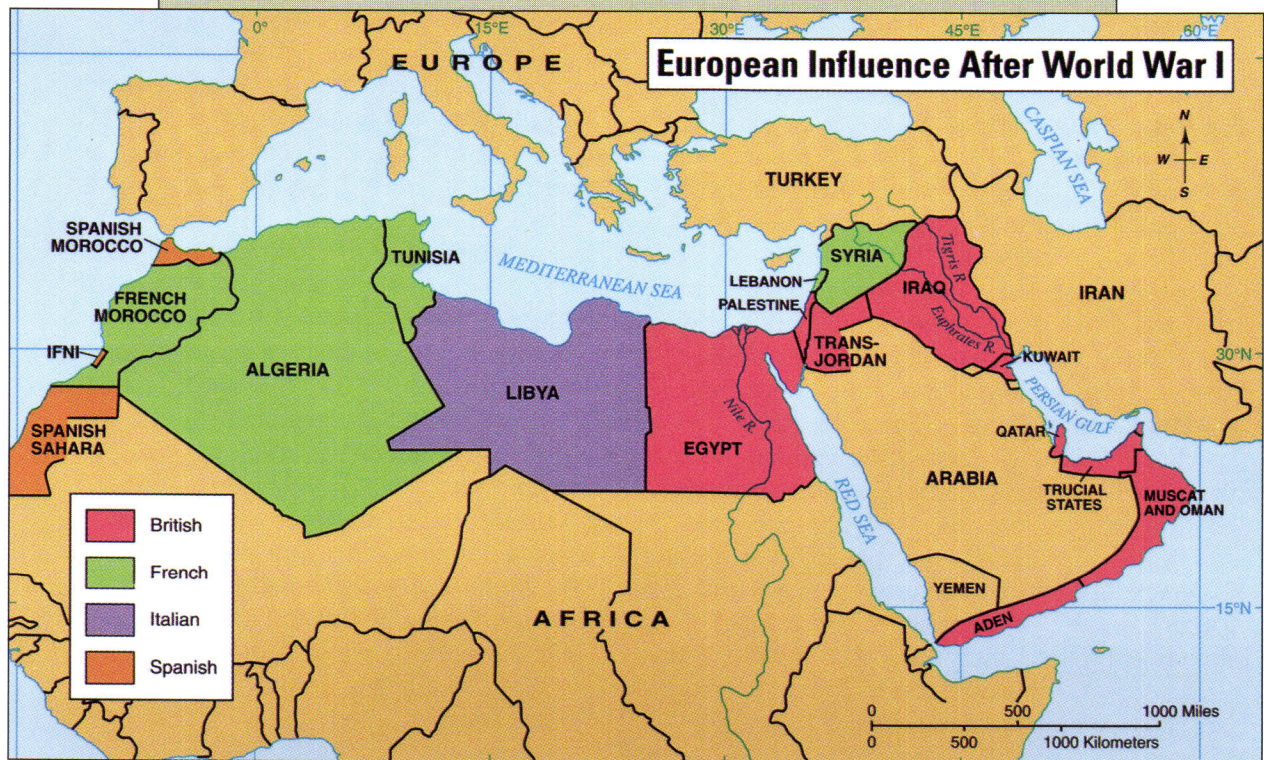 European Influence After World War I
0°
15°E
30°E
45°E
60°E
EUROPE
CASPIAN SEA
N
W
E
S
TURKEY
SPANISH
MOROCCO
TUNISIA
MEDITERRANEAN SEA
LEBANON
SYRIA
Tigris R.
PALESTINE
IRAQ
IRAN
FRENCH
MOROCCO
Euphrates R.
IFNI
ALGERIA
TRANS-
JORDAN
KUWAIT
30°N
LIBYA
PERSIAN GULF
SPANISH
SAHARA
Nile R.
EGYPT
QATAR
RED SEA
ARABIA
TRUCIAL
STATES
MUSCAT
AND OMAN
British
French
Italian
Spanish
YEMEN
AFRICA
ADEN
15°N
0
500
1000 Miles
0
500
1000 Kilometers